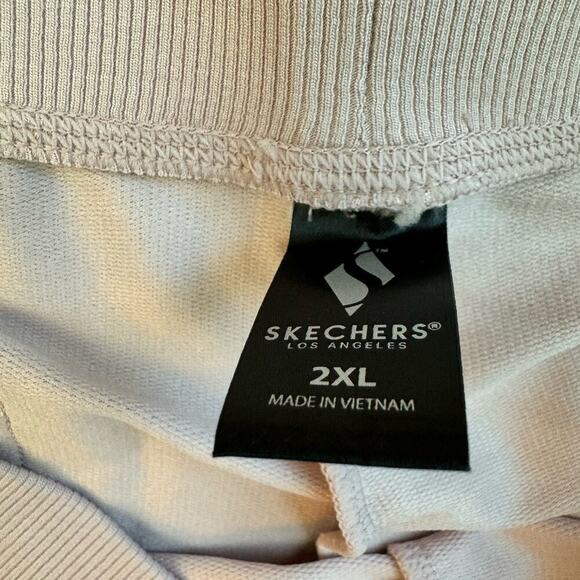 SKECHERS®
LOS ANGELES
2XL
MADE IN VIETNAM